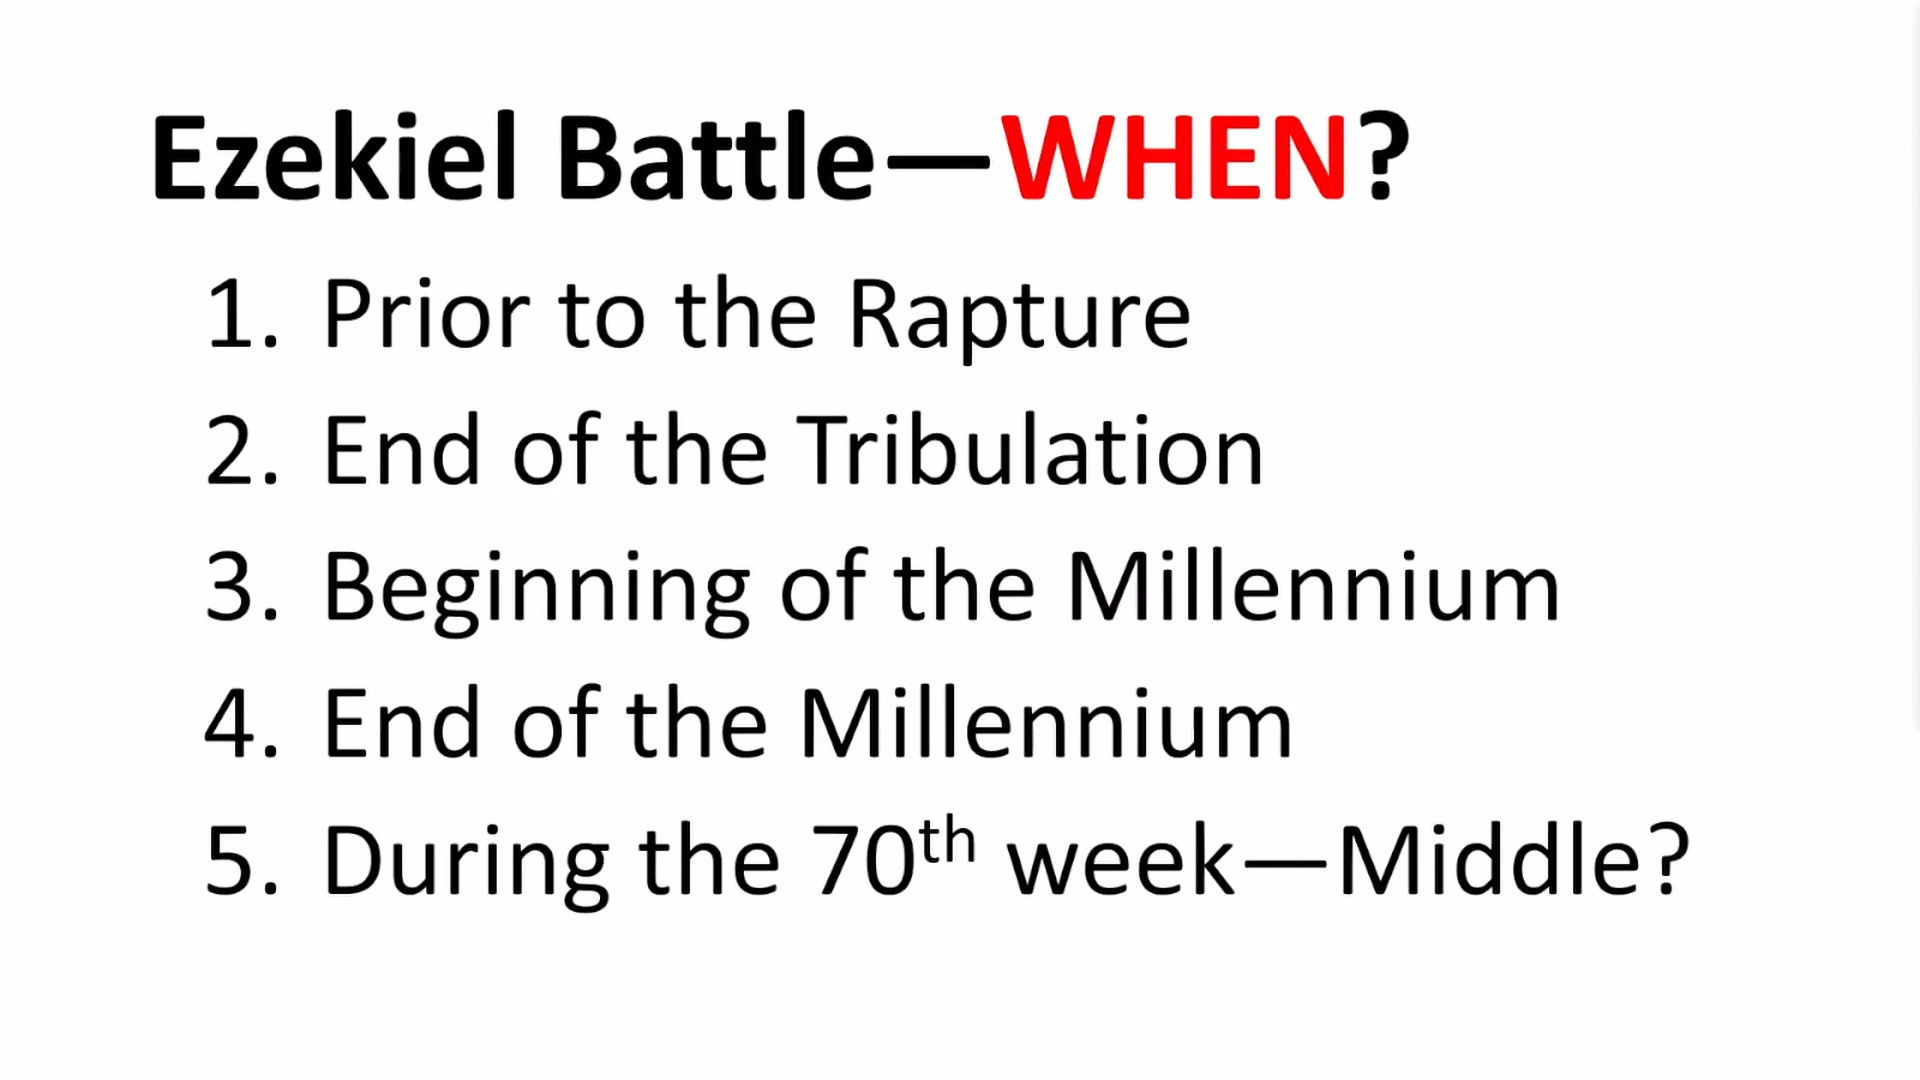 Ezekiel Battle—WHEN?
1. Prior to the Rapture
2. End of the Tribulation
3. Beginning of the Millennium
4. End of the Millennium
5. During the 70th week—Middle?